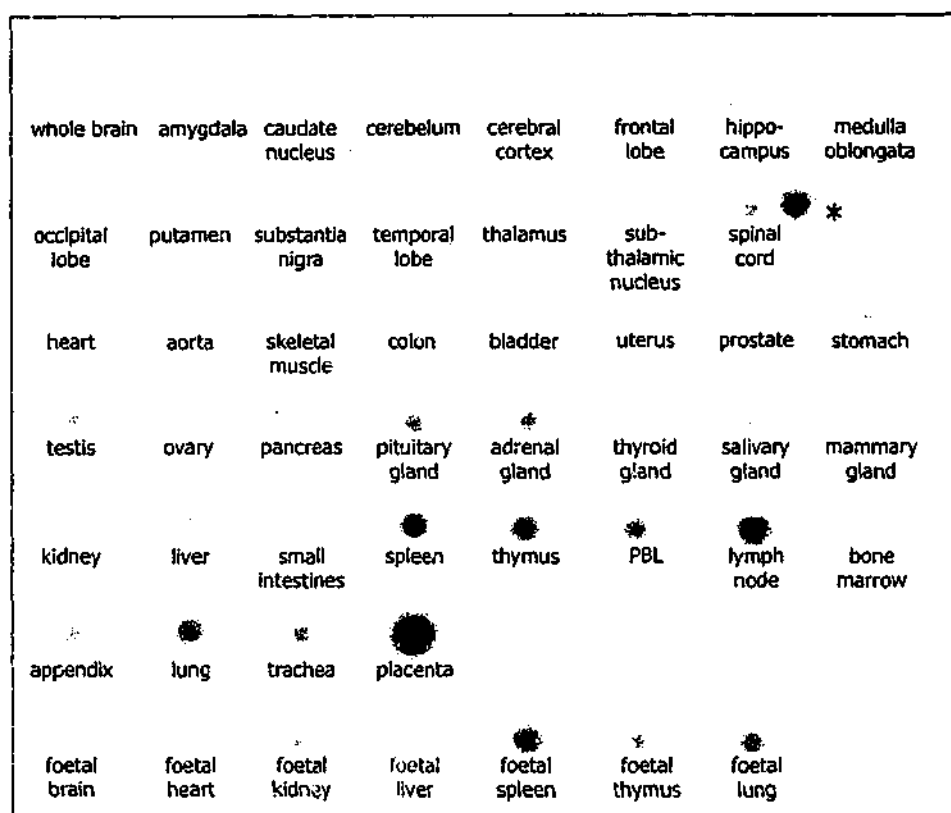 whole brain amygdala caudate cerebelum cerebral frontal hippo- medulla
nucleus cortex lobe campus oblongata
*
occipital putamen substantia temporal thalamus sub- spinal
lobe nigra lobe thalamic cord
nucleus
heart aorta skeletal colon bladder uterus prostate stomach
muscle
testis ovary pancreas pituitary adrenal thyroid salivary mammary
gland gland gland gland gland
kidney liver small spleen thymus PBL lymph bone
intestines node marrow
appendix lung trachea placenta
foetal foetal foetal foetal foetal foetal foetal
brain heart kidney liver spleen thymus lung